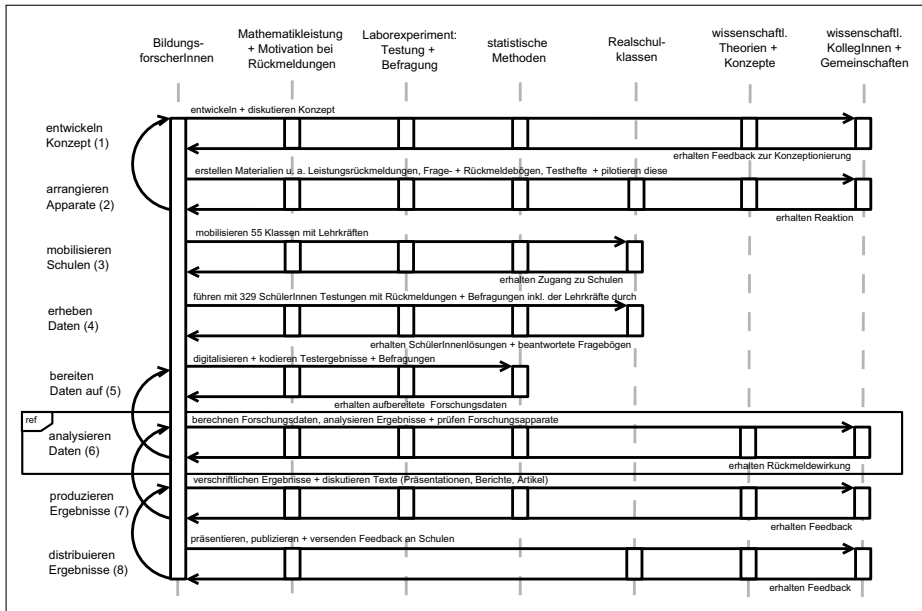 Bildungs-
forscherInnen
Mathematikleistung
+ Motivation bei
Rückmeldungen
Laborexperiment:
Testung +
Befragung
statistische
Methoden
Realschul-
klassen
wissenschaftl.
Theorien +
Konzepte
wissenschaftl.
KollegInnen +
Gemeinschaften
entwickeln
Konzept (1)
entwickeln + diskutieren Konzept
erhalten Feedback zur Konzeptionierung
arrangieren
Apparate (2)
erstellen Materialien u. a. Leistungsrückmeldungen, Frage- + Rückmeldebögen, Testhefte + pilotieren diese
erhalten Reaktion
mobilisieren
Schulen (3)
mobilisieren 55 Klassen mit Lehrkräften
erhalten Zugang zu Schulen
erheben
Daten (4)
führen mit 329 SchülerInnen Testungen mit Rückmeldungen + Befragungen inkl. der Lehrkräfte durch
erhalten SchülerInnenlösungen + beantwortete Fragebögen
bereiten
Daten auf (5)
digitalisieren + kodieren Testergebnisse + Befragungen
erhalten aufbereitete Forschungsdaten
ref
analysieren
Daten (6)
berechnen Forschungsdaten, analysieren Ergebnisse + prüfen Forschungsapparate
erhalten Rückmeldewirkung
produzieren
Ergebnisse (7)
verschriftlichen Ergebnisse + diskutieren Texte (Präsentationen, Berichte, Artikel)
erhalten Feedback
distribuieren
Ergebnisse (8)
präsentieren, publizieren + versenden Feedback an Schulen
erhalten Feedback